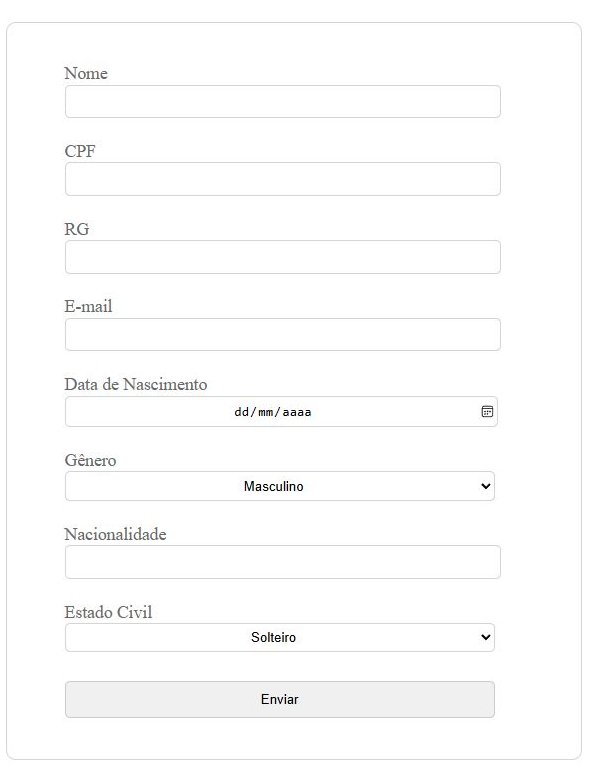 Nome
CPF
RG
E-mail
Data de Nascimento
dd/mm/aaaa
Gênero
Masculino
Nacionalidade
Estado Civil
Solteiro
Enviar